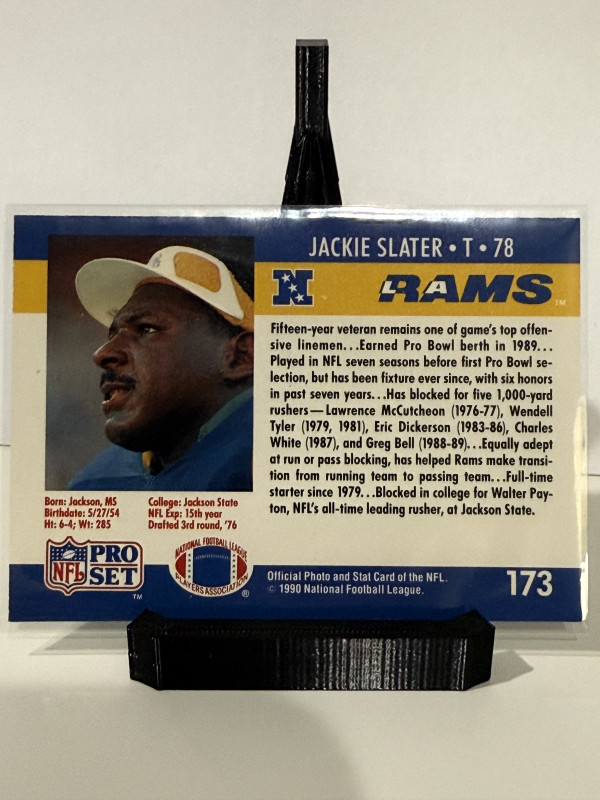 JACKIE SLATER • T • 78
N
LA RAMS TM
Fifteen-year veteran remains one of game's top offen-
sive linemen...Earned Pro Bowl berth in 1989...
Played in NFL seven seasons before first Pro Bowl se-
lection, but has been fixture ever since, with six honors
in past seven years...Has blocked for five 1,000-yard
rushers—Lawrence McCutcheon (1976-77), Wendell
Tyler (1979, 1981), Eric Dickerson (1983-86), Charles
White (1987), and Greg Bell (1988-89)...Equally adept
at run or pass blocking, has helped Rams make transi-
tion from running team to passing team...Full-time
starter since 1979...Blocked in college for Walter Pay-
ton, NFL's all-time leading rusher, at Jackson State.
Born: Jackson, MS
Birthdate: 5/27/54
Ht: 6-4; Wt: 285
College: Jackson State
NFL Exp: 15th year
Drafted 3rd round, '76
NFL PRO SET TM
NATIONAL FOOTBALL LEAGUE
PLAYERS ASSOCIATION ®
Official Photo and Stat Card of the NFL.
© 1990 National Football League.
173